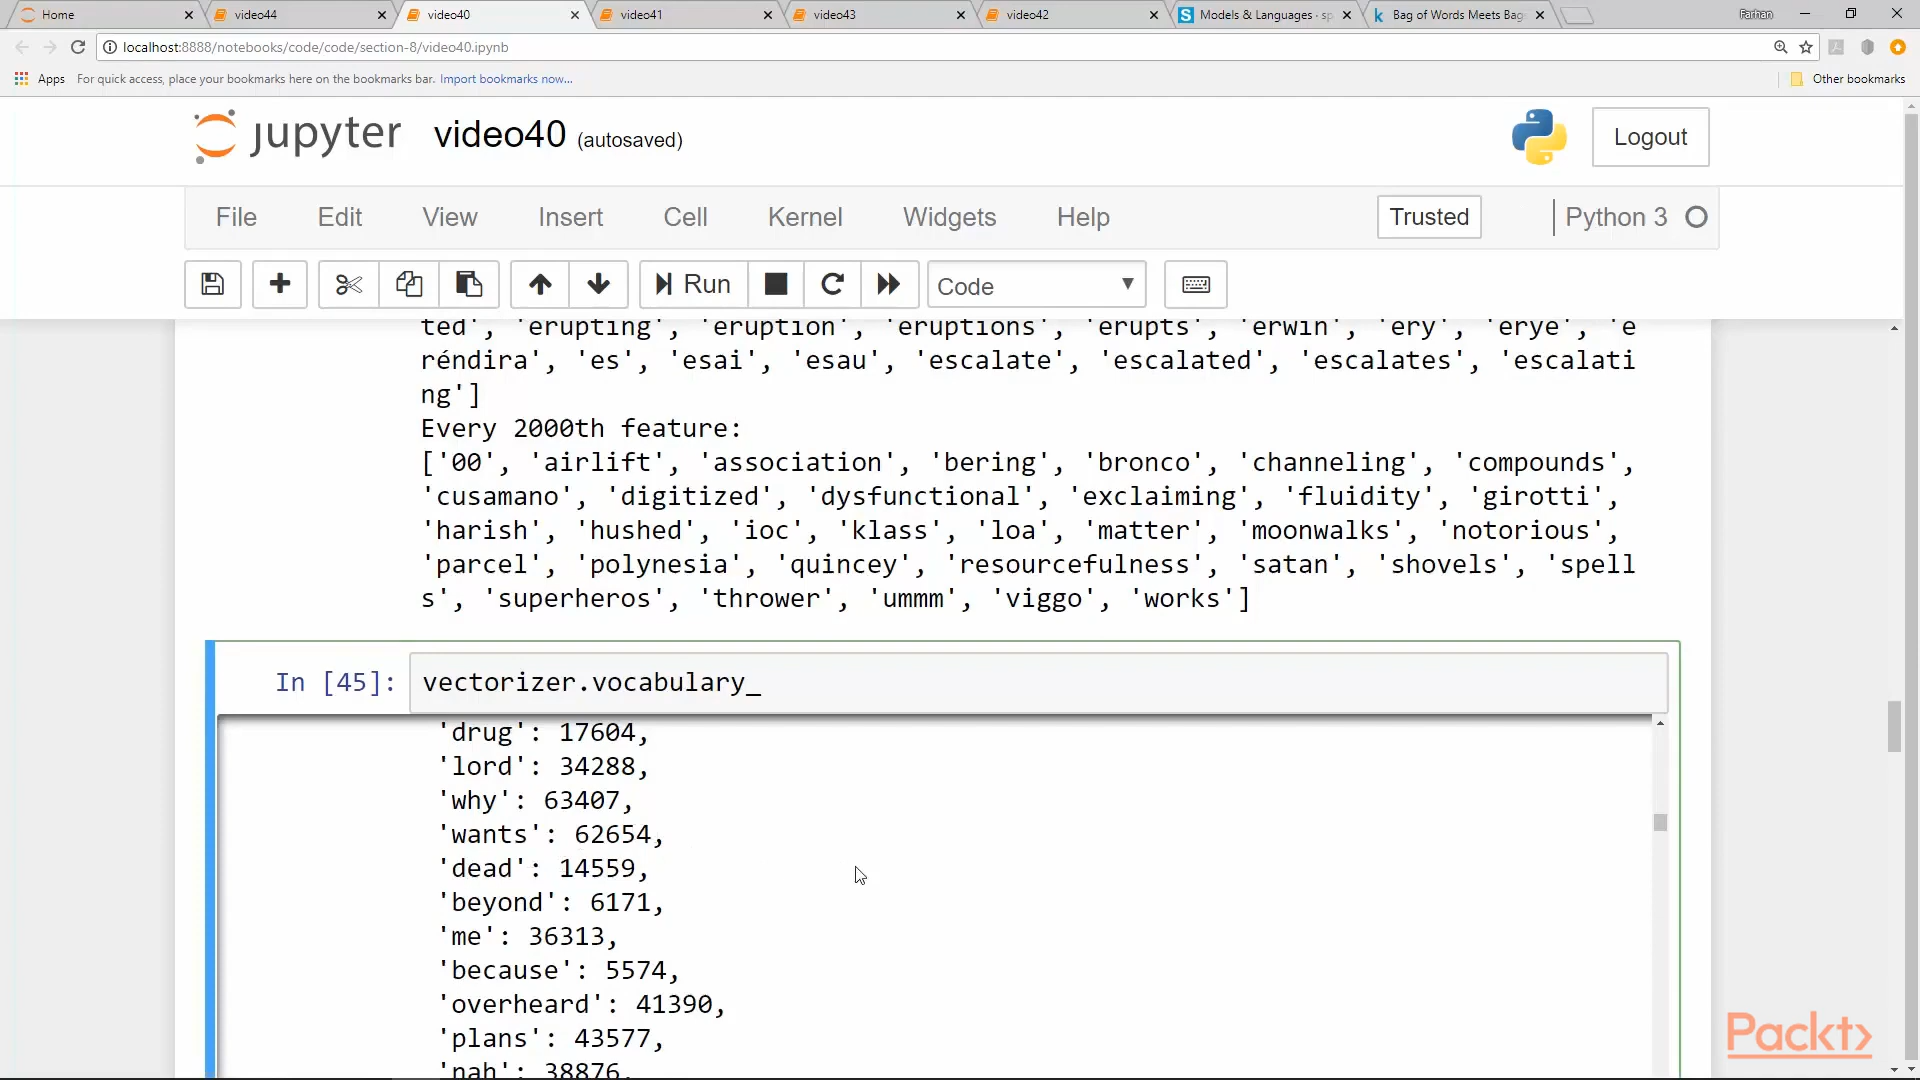 Home
video44
video40
video41
video43
video42
Models & Languages · sp
Bag of Words Meets Bag
Farhan
localhost:8888/notebooks/code/code/section-8/video40.ipynb
Apps For quick access, place your bookmarks here on the bookmarks bar. Import bookmarks now...
Other bookmarks
jupyter video40 (autosaved)
Logout
File Edit View Insert Cell Kernel Widgets Help
Trusted
Python 3
Run
Code
ted', 'erupting', 'eruption', 'eruptions', 'erupts', 'erwin', 'ery', 'erye', 'e
réndira', 'es', 'esai', 'esau', 'escalate', 'escalated', 'escalates', 'escalati
ng']
Every 2000th feature:
['00', 'airlift', 'association', 'bering', 'bronco', 'channeling', 'compounds',
'cusamano', 'digitized', 'dysfunctional', 'exclaiming', 'fluidity', 'girotti',
'harish', 'hushed', 'ioc', 'klass', 'loa', 'matter', 'moonwalks', 'notorious',
'parcel', 'polynesia', 'quincey', 'resourcefulness', 'satan', 'shovels', 'spell
s', 'superheros', 'thrower', 'ummm', 'viggo', 'works']
In [45]: vectorizer.vocabulary_
'drug': 17604,
'lord': 34288,
'why': 63407,
'wants': 62654,
'dead': 14559,
'beyond': 6171,
'me': 36313,
'because': 5574,
'overheard': 41390,
'plans': 43577,
'nah': 38876,
Packt>